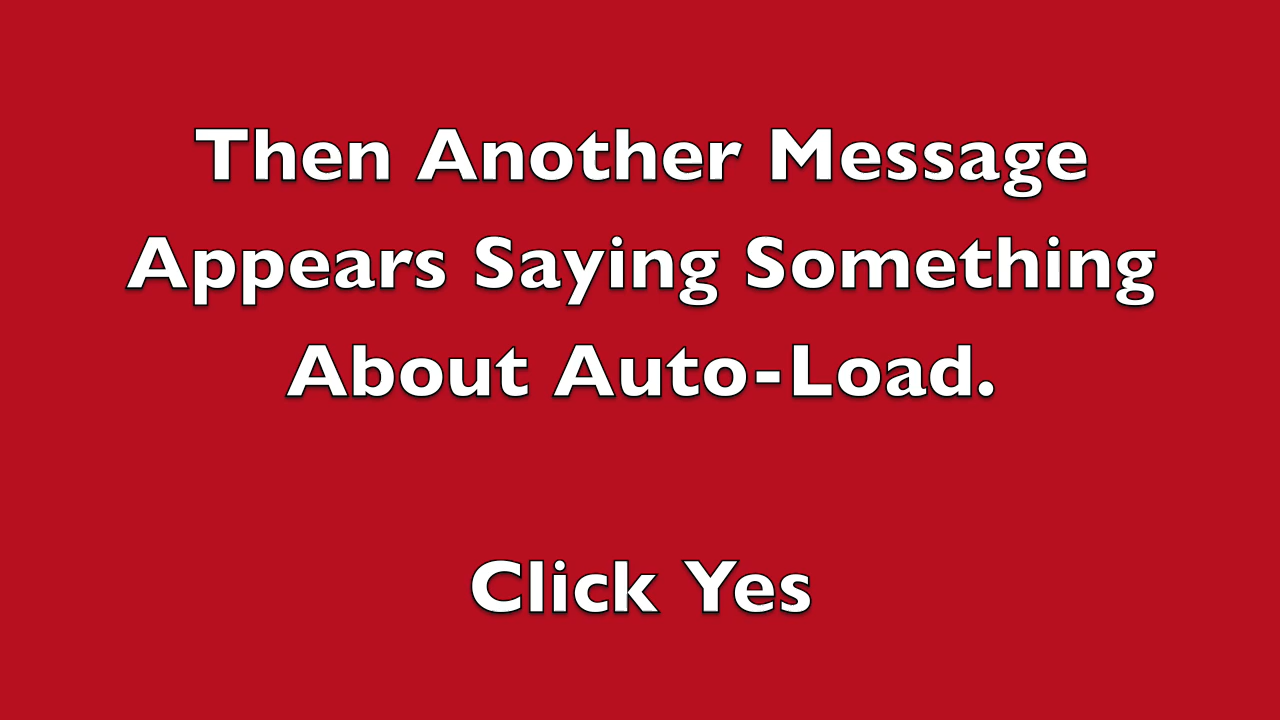 Then Another Message
Appears Saying Something
About Auto-Load.
Click Yes